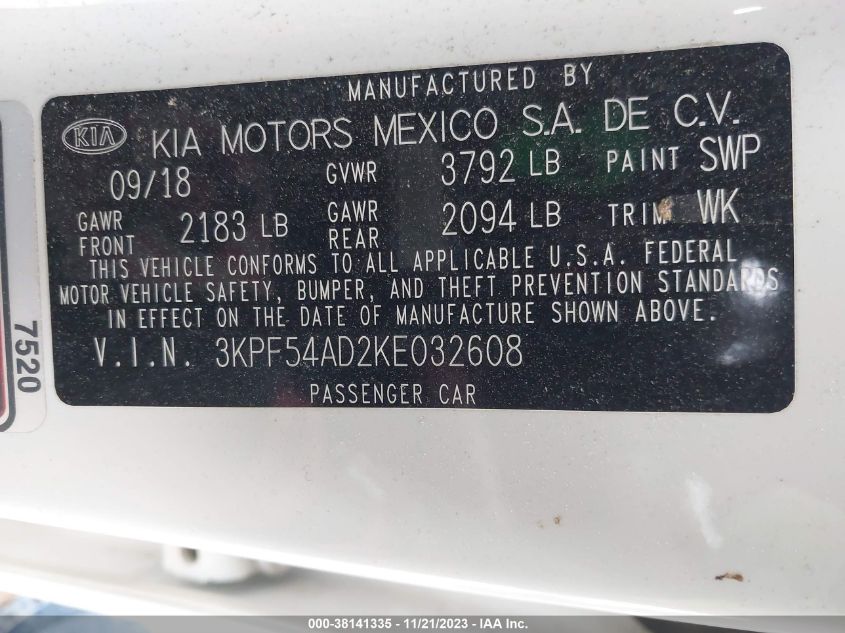 MANUFACTURED BY
KIA KIA MOTORS MEXICO S.A. DE C.V.
09/18 GVWR 3792 LB PAINT SWP
GAWR FRONT 2183 LB GAWR REAR 2094 LB TRIM WK
THIS VEHICLE CONFORMS TO ALL APPLICABLE U.S.A. FEDERAL
MOTOR VEHICLE SAFETY, BUMPER, AND THEFT PREVENTION STANDARDS
IN EFFECT ON THE DATE OF MANUFACTURE SHOWN ABOVE.
V.I.N. 3KPF54AD2KE032608
PASSENGER CAR
7520
000-38141335 - 11/21/2023 - © IAA, Inc.